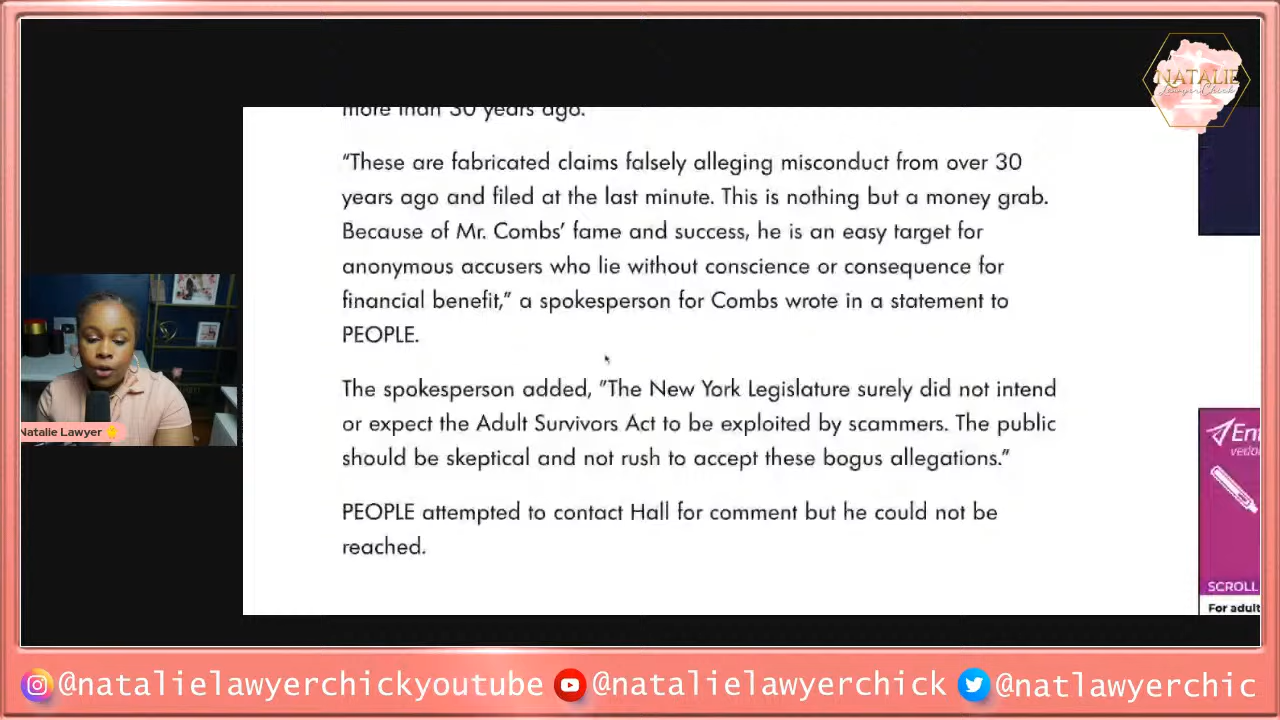 NATALIE
LawyerChick
more than 30 years ago.
“These are fabricated claims falsely alleging misconduct from over 30
years ago and filed at the last minute. This is nothing but a money grab.
Because of Mr. Combs’ fame and success, he is an easy target for
anonymous accusers who lie without conscience or consequence for
financial benefit,” a spokesperson for Combs wrote in a statement to
PEOPLE.
The spokesperson added, ”The New York Legislature surely did not intend
or expect the Adult Survivors Act to be exploited by scammers. The public
should be skeptical and not rush to accept these bogus allegations.”
PEOPLE attempted to contact Hall for comment but he could not be
reached.
Natalie Lawyer
SCROLL
For adult
@natalielawyerchickyoutube
@natalielawyerchick
@natlawyerchic